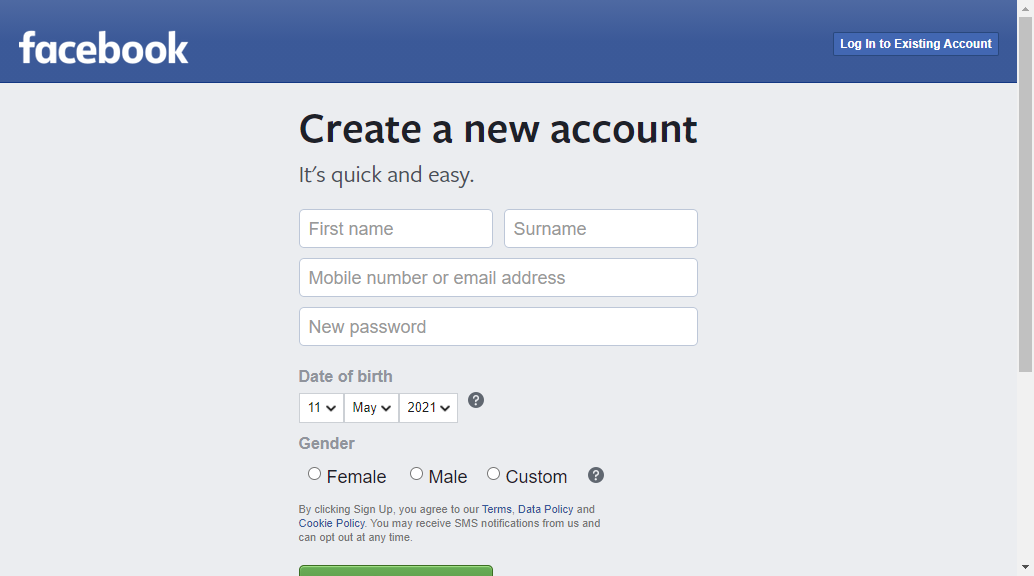 facebook
Log In to Existing Account
Create a new account
It's quick and easy.
First name
Surname
Mobile number or email address
New password
Date of birth
11 May 2021 ?
Gender
Female Male Custom ?
By clicking Sign Up, you agree to our Terms, Data Policy and
Cookie Policy. You may receive SMS notifications from us and
can opt out at any time.